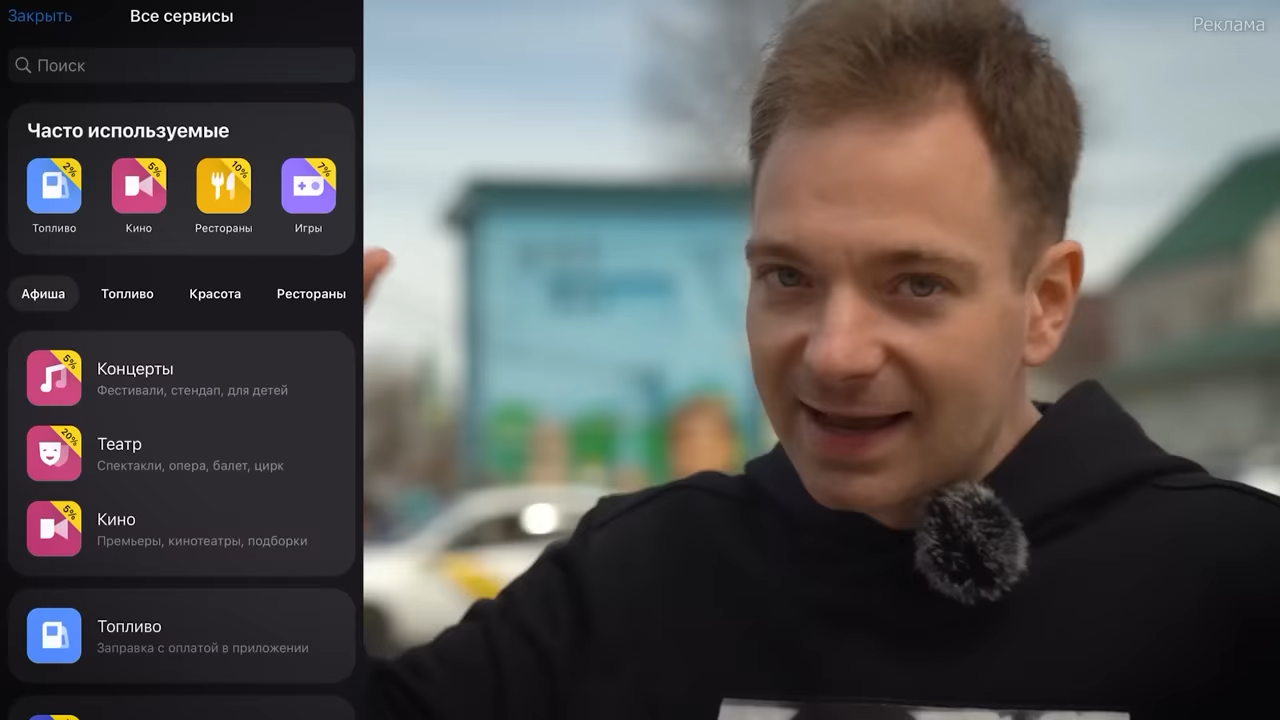 Закрыть
Все сервисы
Реклама
Поиск
Часто используемые
2%
5%
10%
7%
Топливо
Кино
Рестораны
Игры
Афиша
Топливо
Красота
Рестораны
5%
Концерты
Фестивали, стендап, для детей
20%
Театр
Спектакли, опера, балет, цирк
5%
Кино
Премьеры, кинотеатры, подборки
Топливо
Заправка с оплатой в приложении